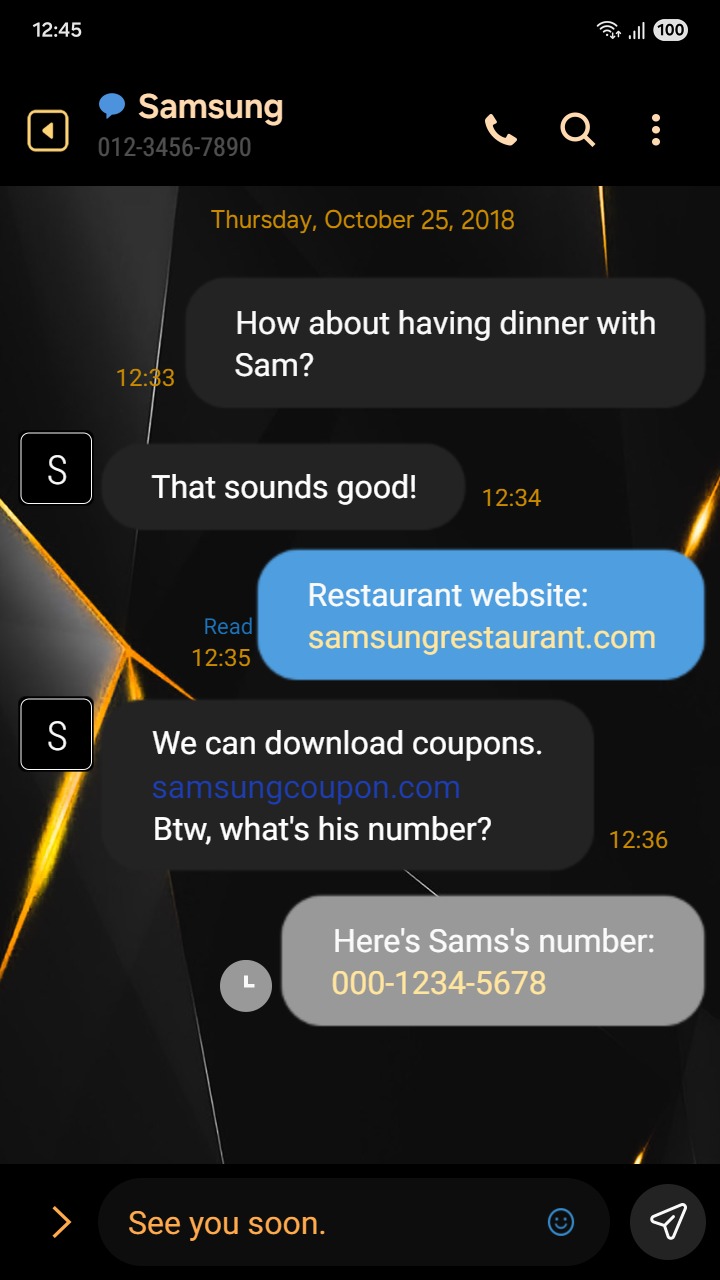 12:45
100
Samsung
012-3456-7890
Thursday, October 25, 2018
How about having dinner with
Sam?
12:33
S
That sounds good!
12:34
Restaurant website:
samsungrestaurant.com
Read
12:35
S
We can download coupons.
samsungcoupon.com
Btw, what's his number?
12:36
Here's Sams's number:
000-1234-5678
See you soon.